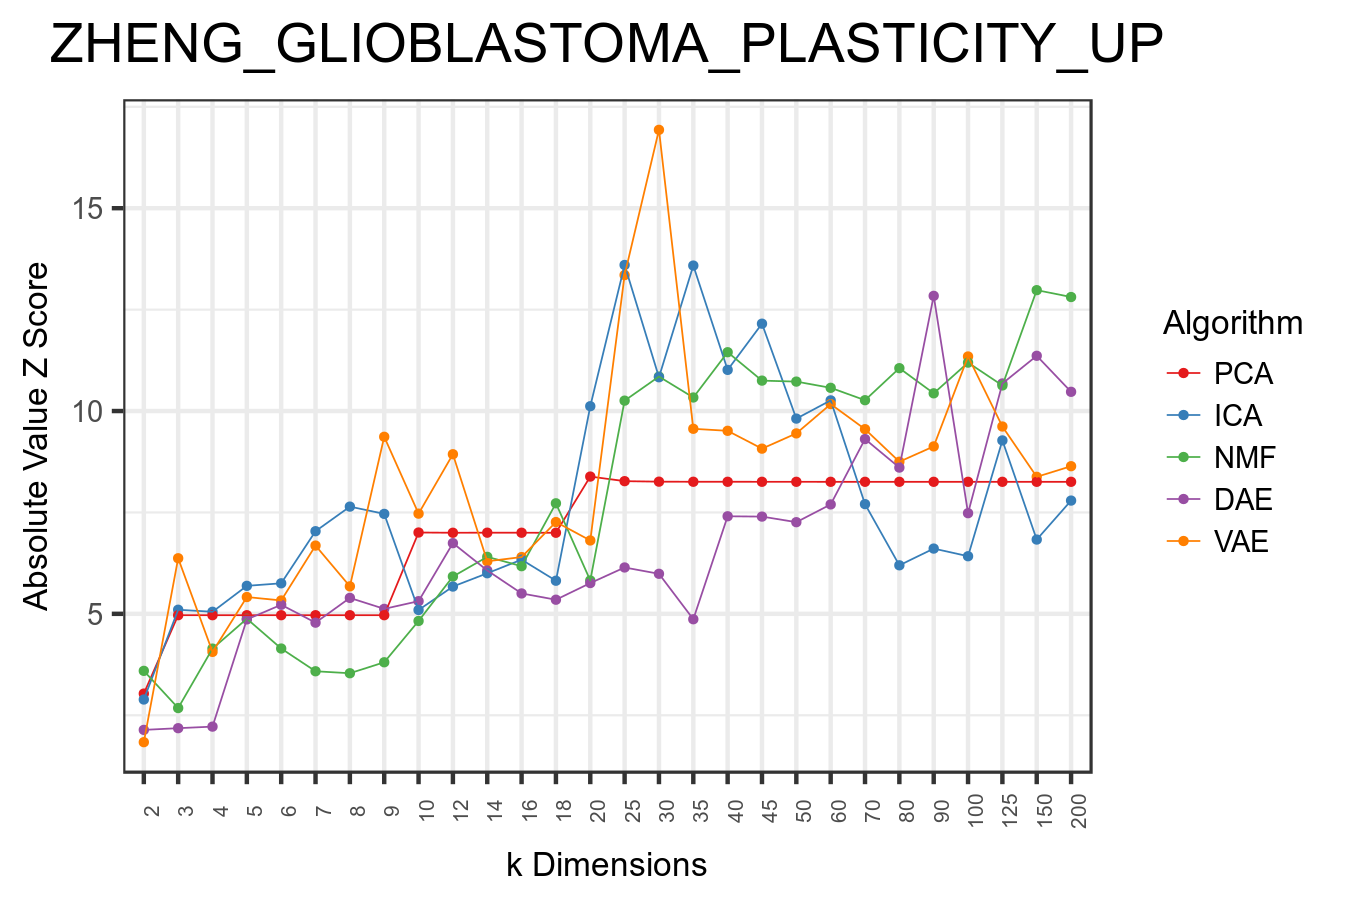 ZHENG_GLIOBLASTOMA_PLASTICITY_UP
Absolute Value Z Score
15
10
5
2 3 4 5 6 7 8 9 10 12 14 16 18 20 25 30 35 40 45 50 60 70 80 90 100 125 150 200
k Dimensions
Algorithm
PCA
ICA
NMF
DAE
VAE